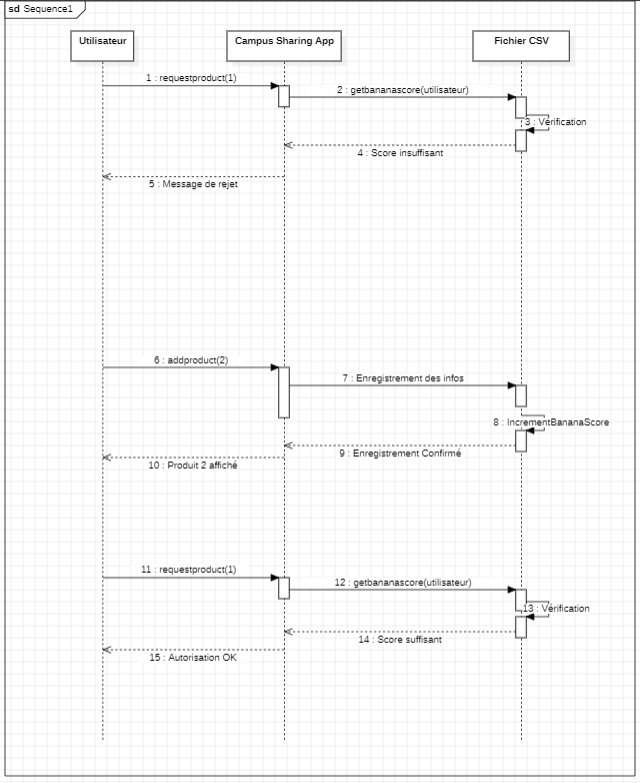 sd Sequence1
Utilisateur
Campus Sharing App
Fichier CSV
1 : requestproduct(1)
2 : getbananascore(utilisateur)
3 : Vérification
4 : Score insuffisant
5 : Message de rejet
6 : addproduct(2)
7 : Enregistrement des infos
8 : IncrementBananaScore
9 : Enregistrement Confirmé
10 : Produit 2 affiché
11 : requestproduct(1)
12 : getbananascore(utilisateur)
13 : Vérification
14 : Score suffisant
15 : Autorisation OK